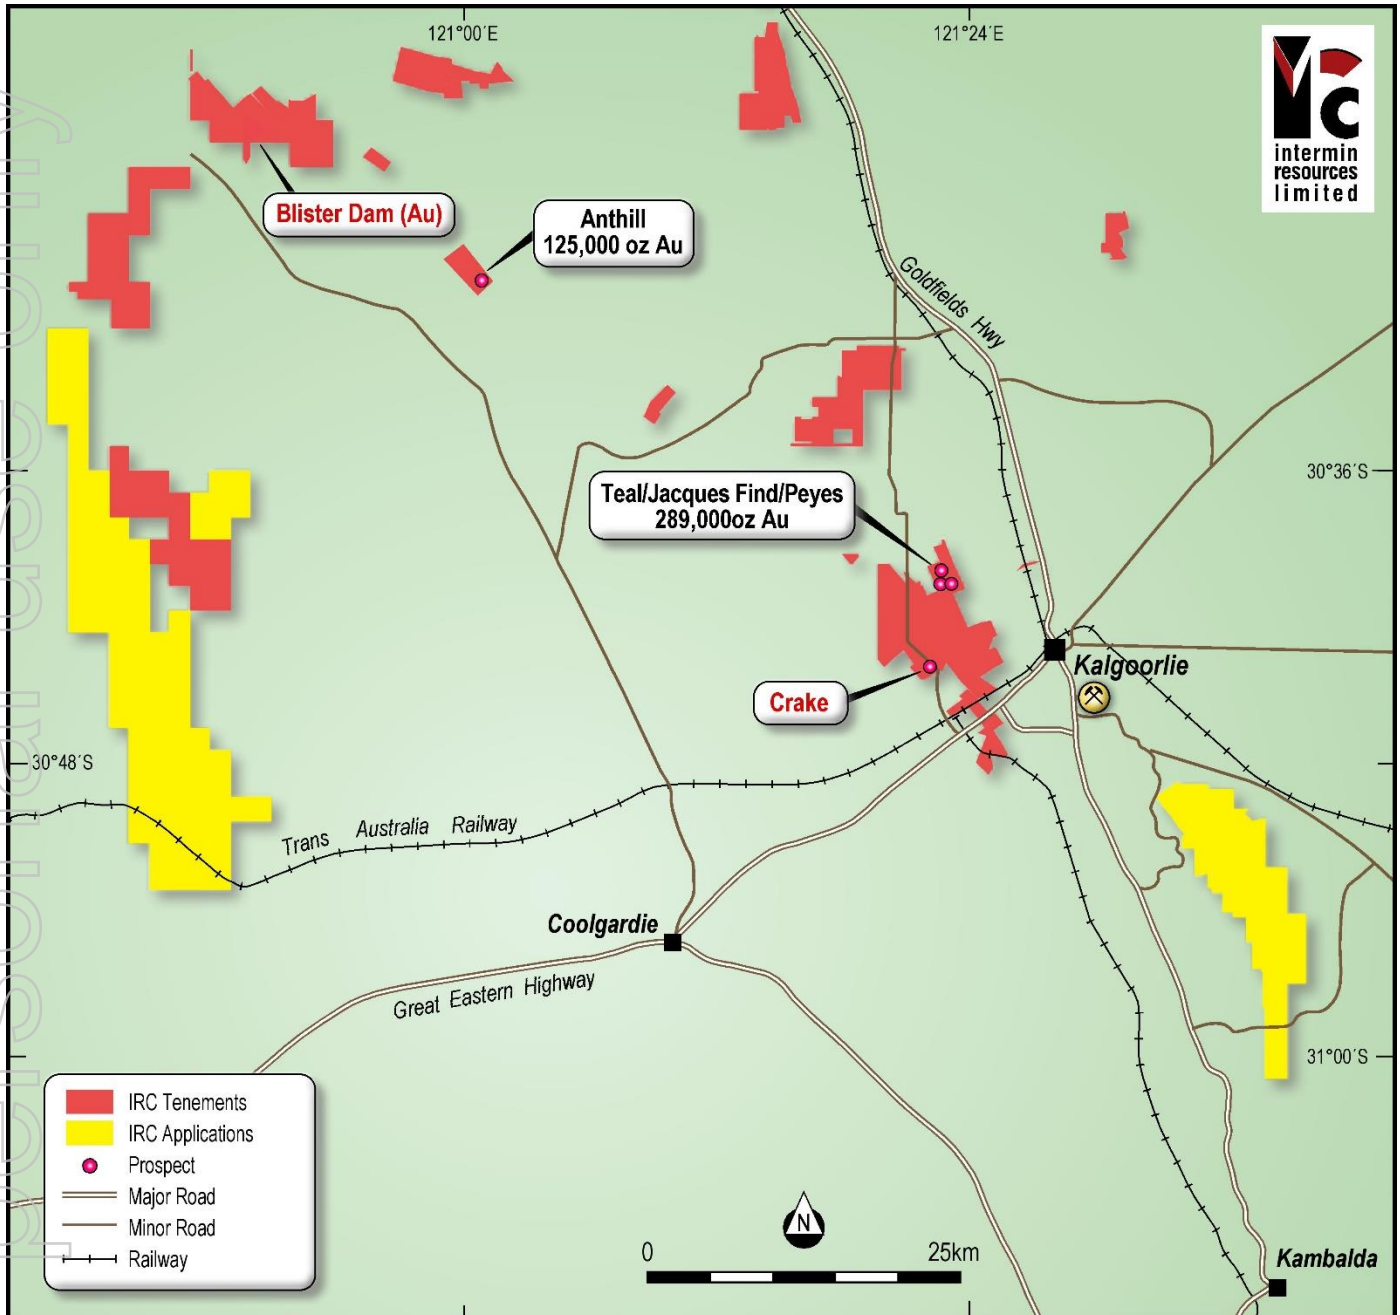 121°00´E
121°24´E
intermin
resources
limited
Blister Dam (Au)
Anthill
125,000 oz Au
Goldfields Hwy
30°36´S
Teal/Jacques Find/Peyes
289,000oz Au
Kalgoorlie
Crake
30°48´S
Trans Australia Railway
Coolgardie
Great Eastern Highway
31°00´S
IRC Tenements
IRC Applications
Prospect
Major Road
Minor Road
Railway
N
0 25km
Kambalda